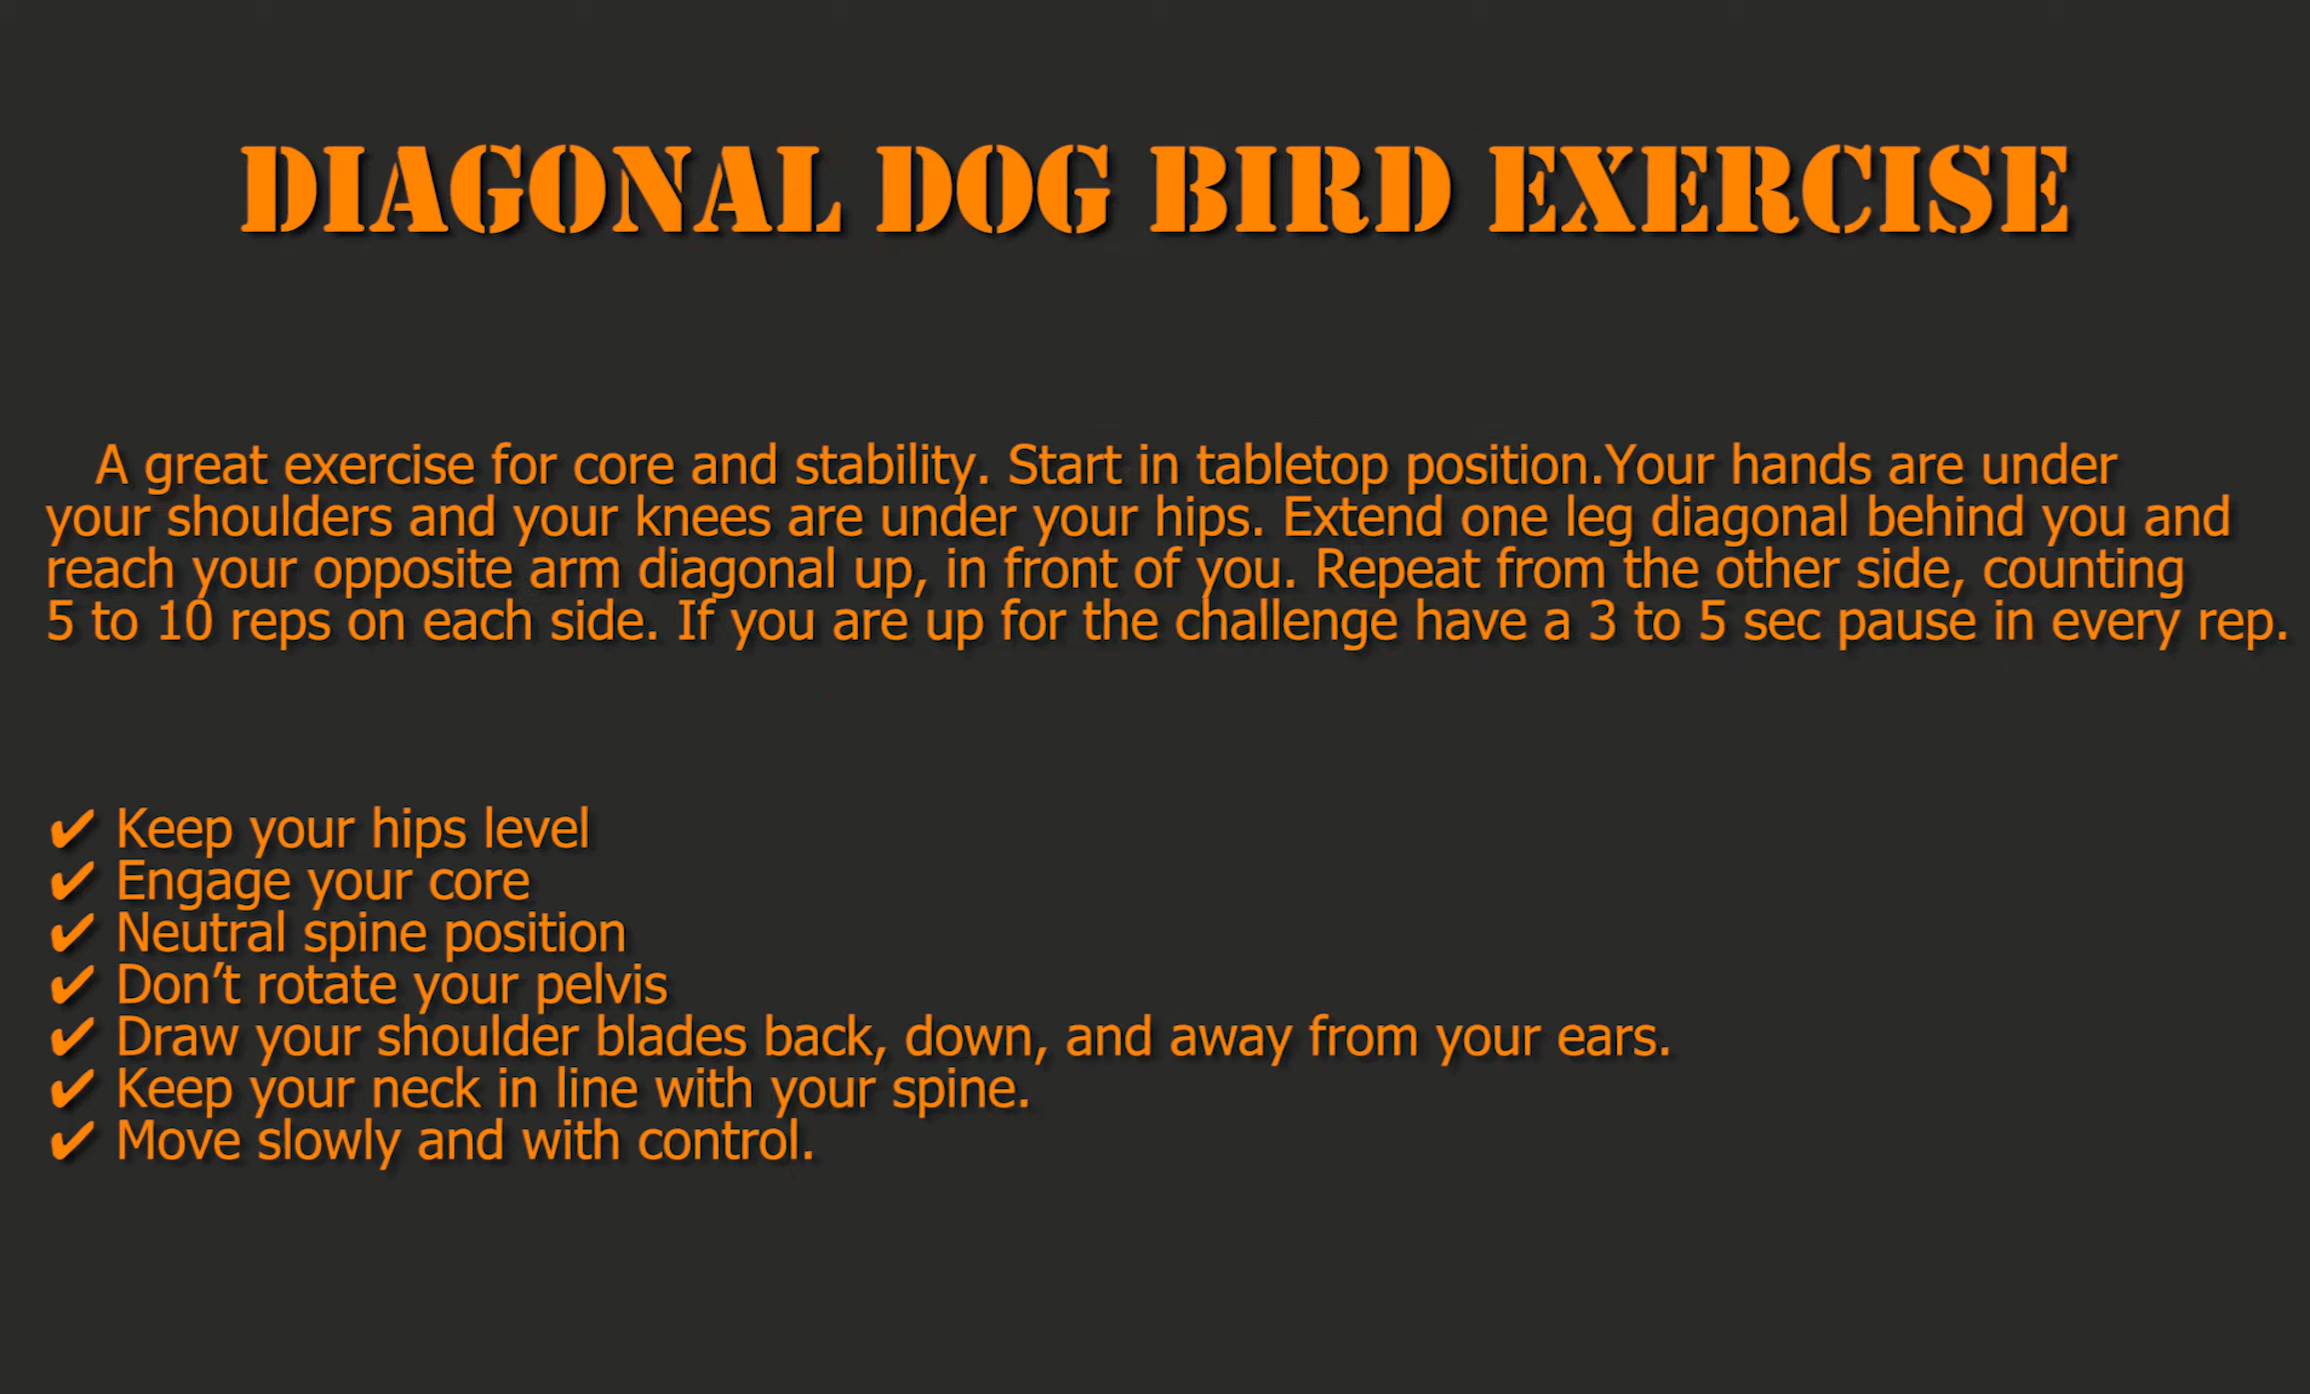 DIAGONAL DOG BIRD EXERCISE
A great exercise for core and stability. Start in tabletop position.Your hands are under
your shoulders and your knees are under your hips. Extend one leg diagonal behind you and
reach your opposite arm diagonal up, in front of you. Repeat from the other side, counting
5 to 10 reps on each side. If you are up for the challenge have a 3 to 5 sec pause in every rep.
✔ Keep your hips level
✔ Engage your core
✔ Neutral spine position
✔ Don’t rotate your pelvis
✔ Draw your shoulder blades back, down, and away from your ears.
✔ Keep your neck in line with your spine.
✔ Move slowly and with control.